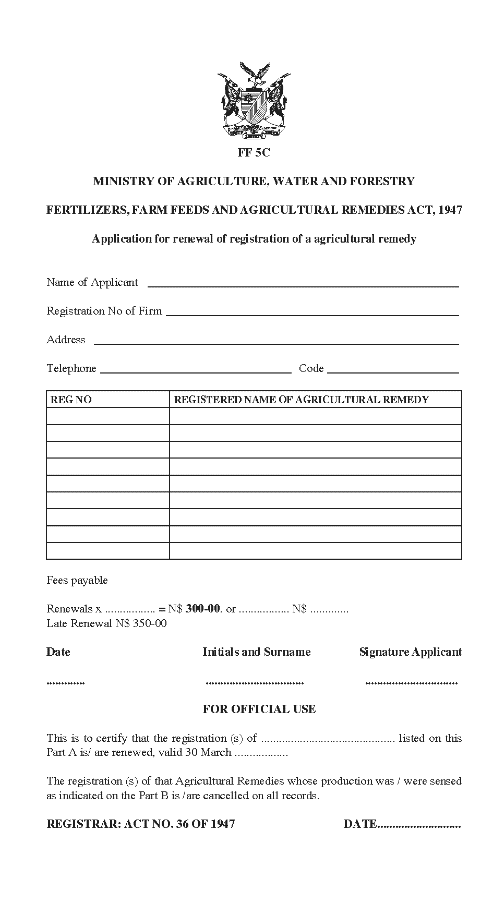 FF 5C
MINISTRY OF AGRICULTURE, WATER AND FORESTRY
FERTILIZERS, FARM FEEDS AND AGRICULTURAL REMEDIES ACT, 1947
Application for renewal of registration of a agricultural remedy
Name of Applicant
Registration No of Firm
Address
Telephone Code
REG NO REGISTERED NAME OF AGRICULTURAL REMEDY
Fees payable
Renewals x ................. = N$ 300-00. or ................. N$ .............
Late Renewal N$ 350-00
Date Initials and Surname Signature Applicant
............. ................................. ...............................
FOR OFFICIAL USE
This is to certify that the registration (s) of ............................................. listed on this
Part A is/ are renewed, valid 30 March ..................
The registration (s) of that Agricultural Remedies whose production was / were sensed
as indicated on the Part B is /are cancelled on all records.
REGISTRAR: ACT NO. 36 OF 1947 DATE............................